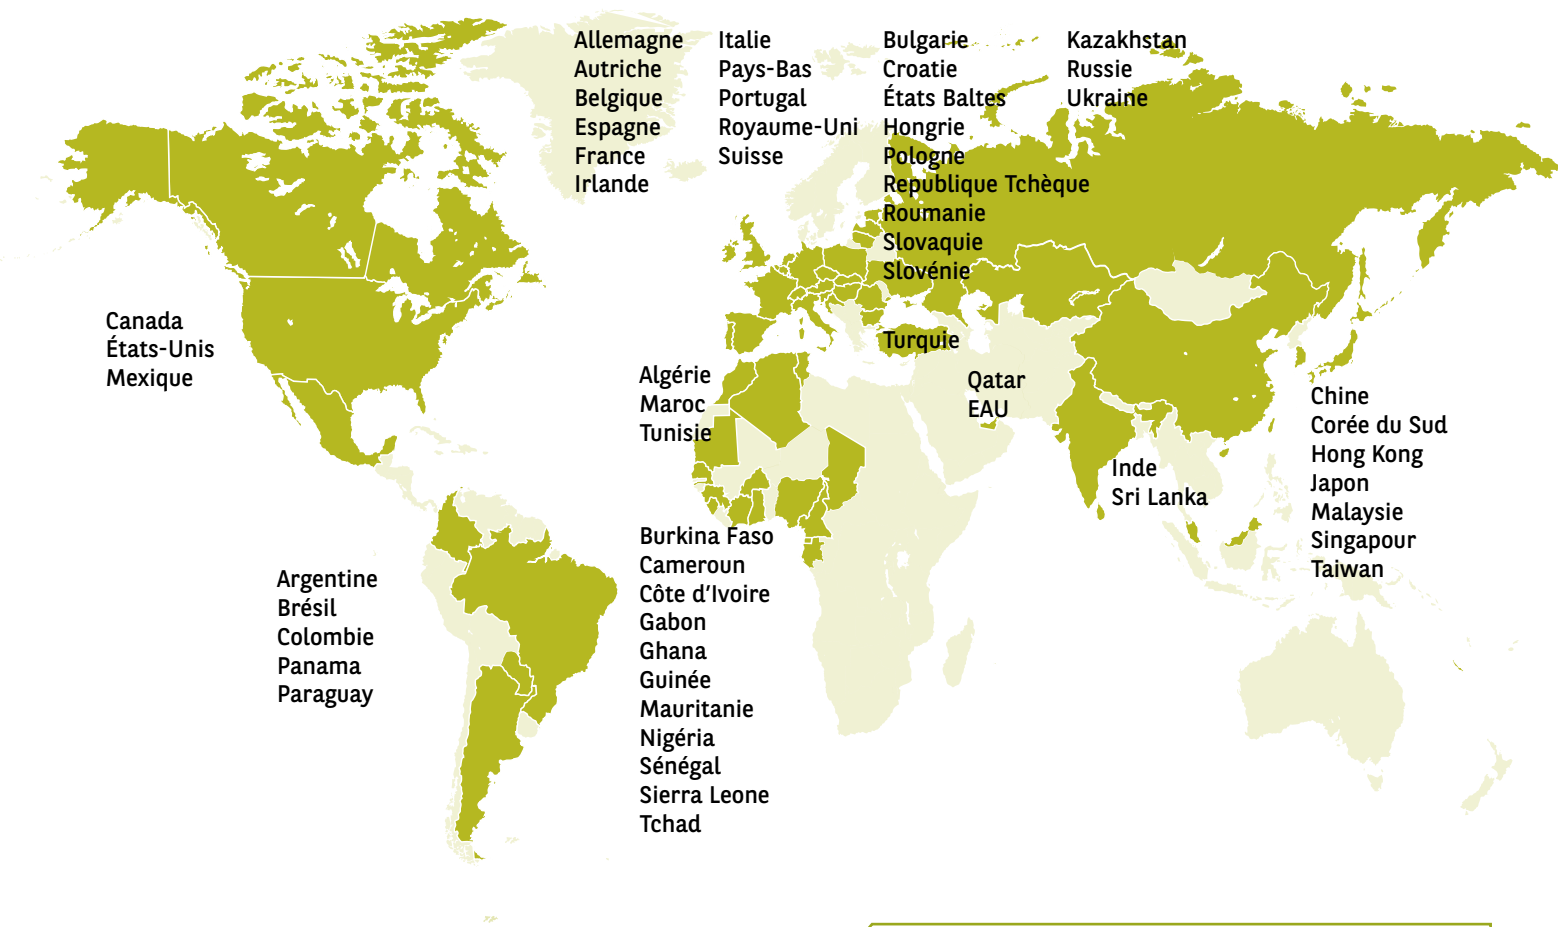 Allemagne
Autriche
Belgique
Espagne
France
Irlande
Italie
Pays-Bas
Portugal
Royaume-Uni
Suisse
Bulgarie
Croatie
États Baltes
Hongrie
Pologne
Republique Tchèque
Roumanie
Slovaquie
Slovénie
Kazakhstan
Russie
Ukraine
Canada
États-Unis
Mexique
Turquie
Algérie
Maroc
Tunisie
Qatar
EAU
Inde
Sri Lanka
Chine
Corée du Sud
Hong Kong
Japon
Malaysie
Singapour
Taiwan
Argentine
Brésil
Colombie
Panama
Paraguay
Burkina Faso
Cameroun
Côte d'Ivoire
Gabon
Ghana
Guinée
Mauritanie
Nigéria
Sénégal
Sierra Leone
Tchad